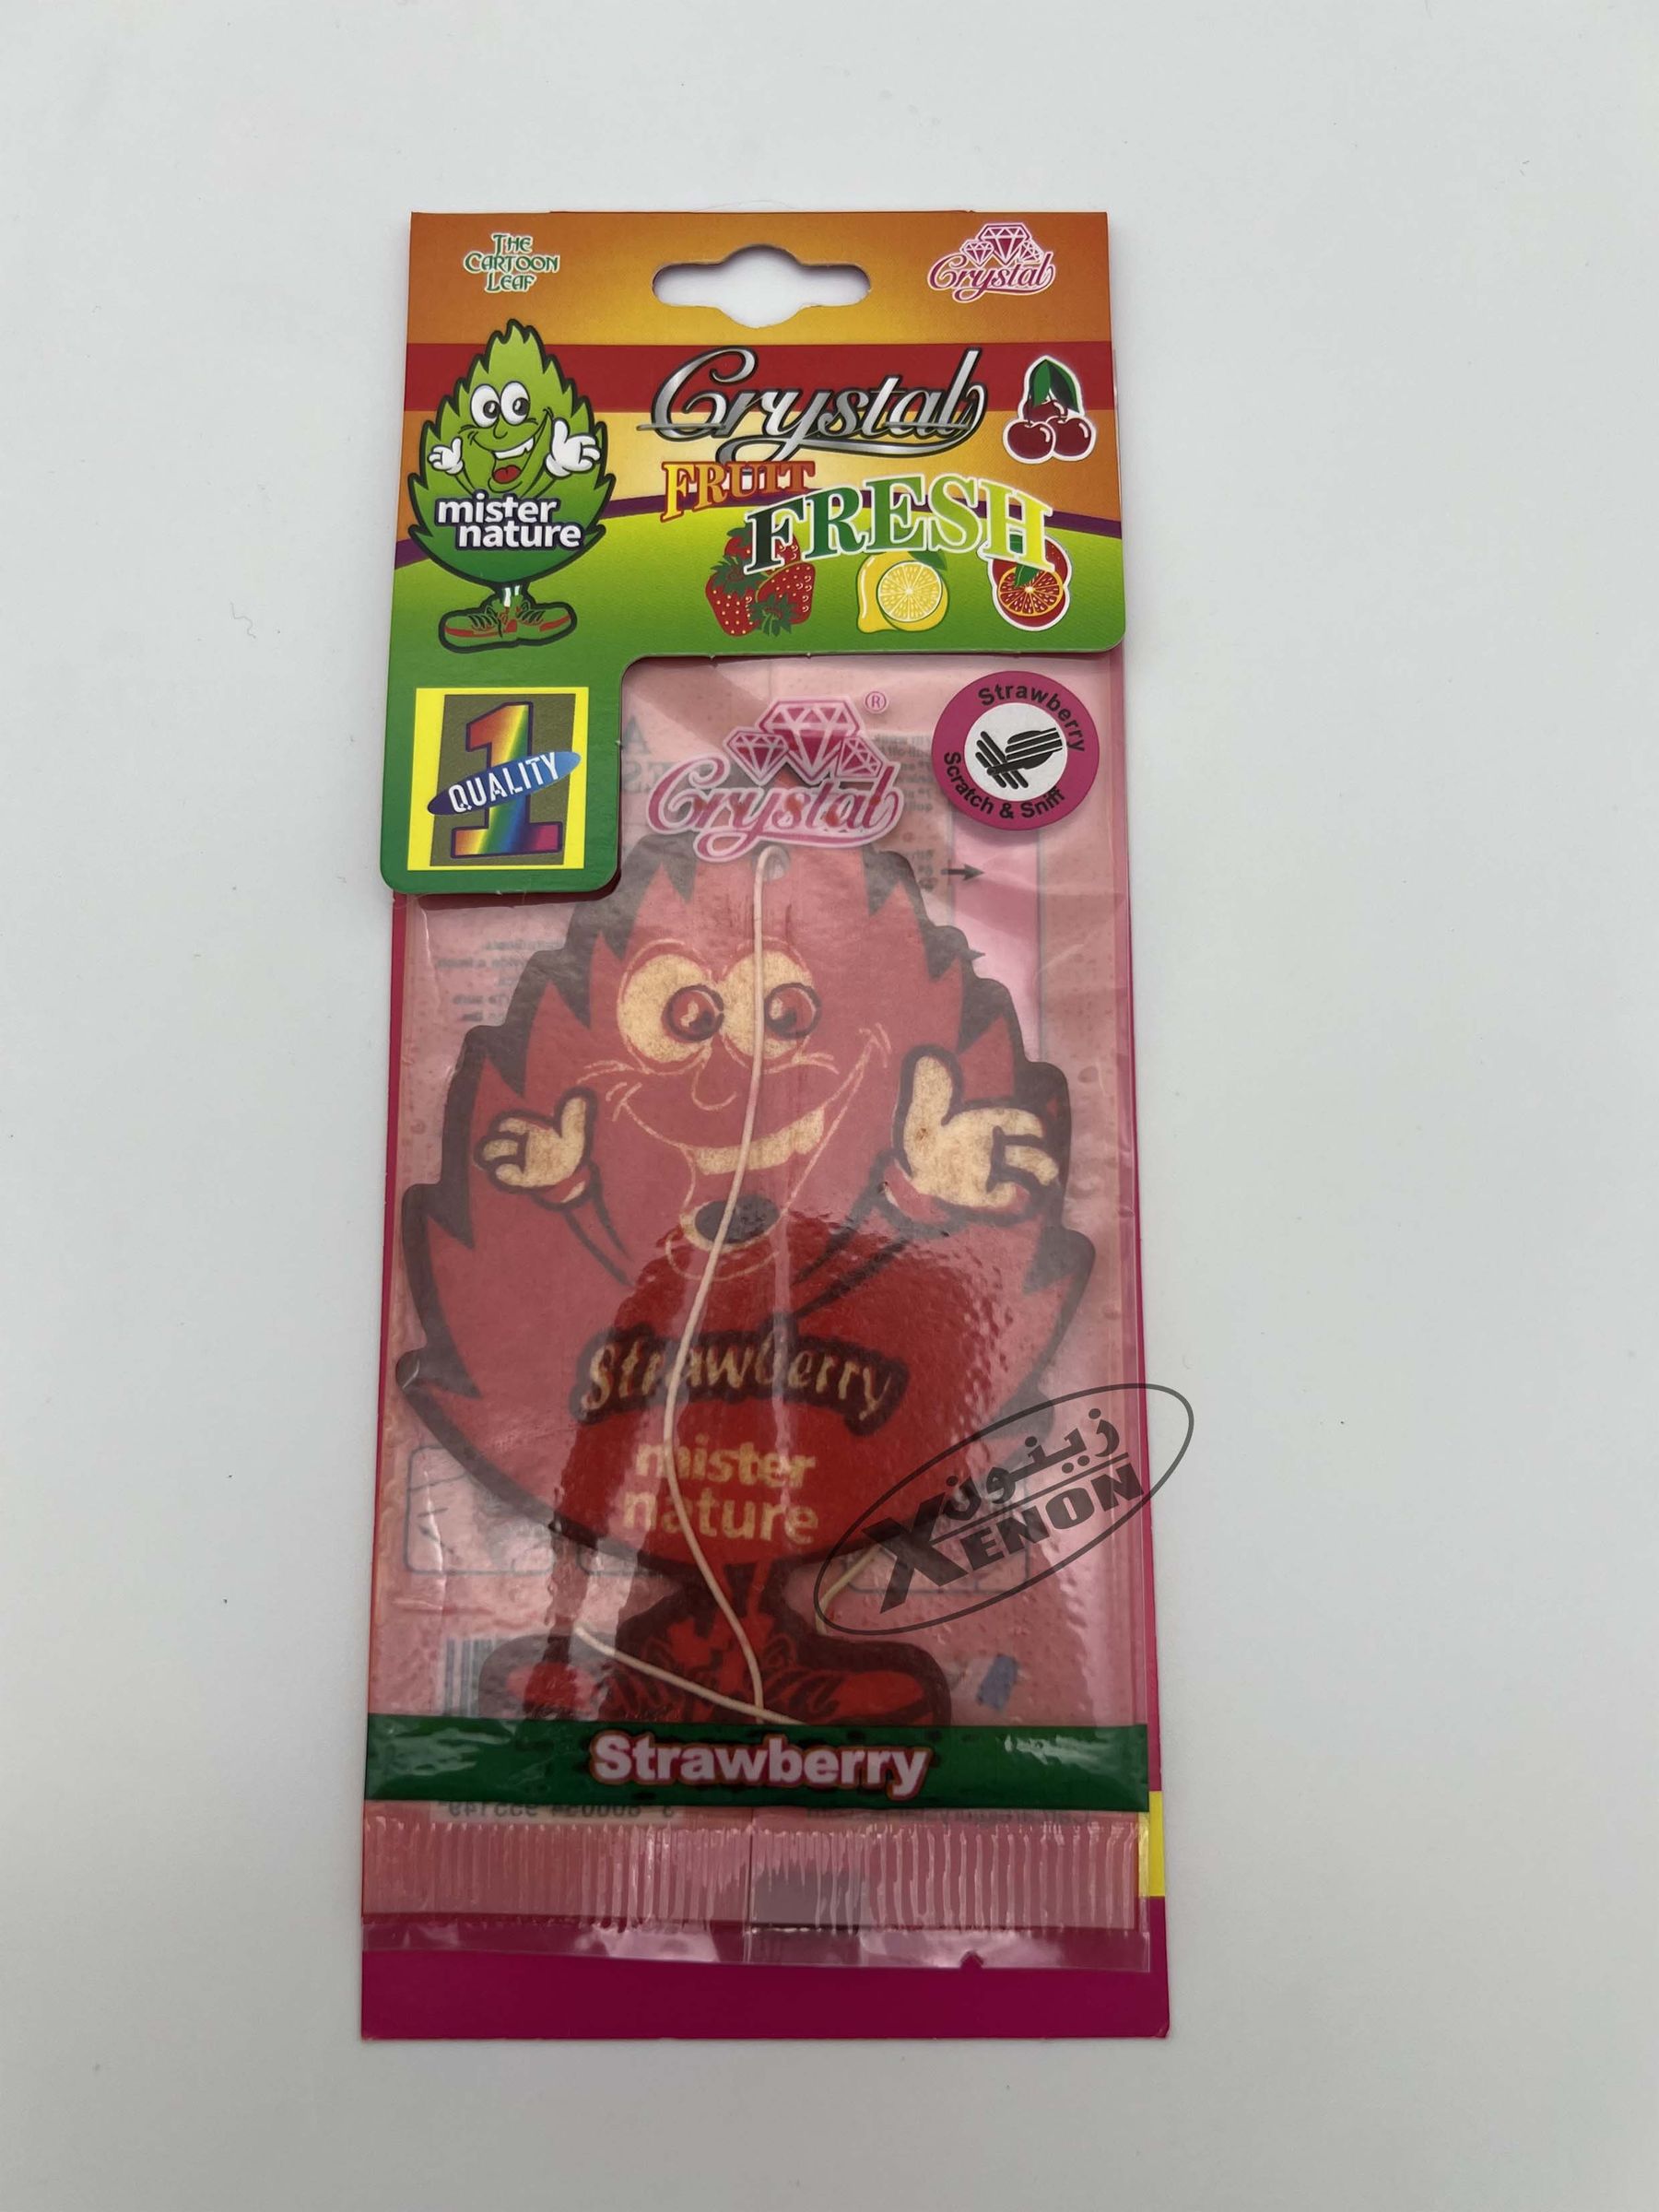 THE
CARTOON
LEAF
Crystal
Crystal
FRUIT
FRESH
mister
nature
1
QUALITY
Crystal®
Strawberry
Scratch & Sniff
Strawberry
mister
nature
زينون
XENON
Strawberry